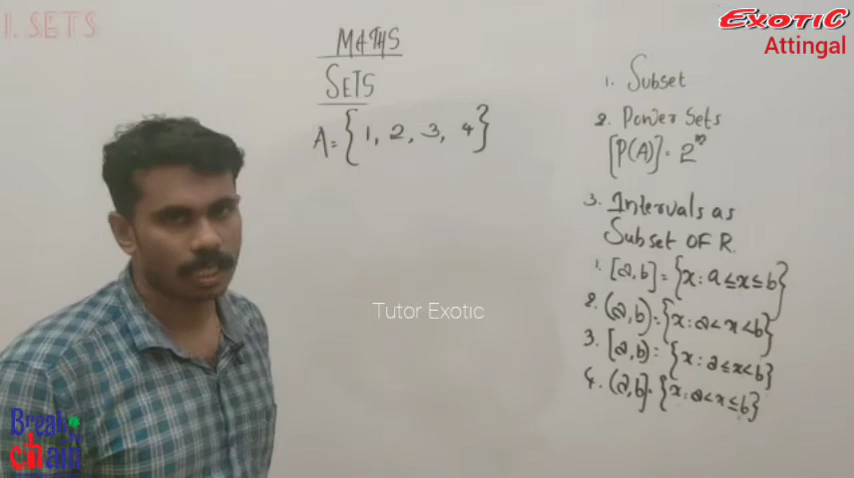 1. SETS
EXOTIC
Attingal
MATHS
SETS
A = {1, 2, 3, 4}
1. Subset
2. Power Sets
[P(A)] = 2^m
3. Intervals as
Subset OF R.
1. [a, b] = {x : a ≤ x ≤ b}
2. (a, b) = {x : a < x < b}
3. [a, b) = {x : a ≤ x < b}
4. (a, b] = {x : a < x ≤ b}
Tutor Exotic
Break
chain